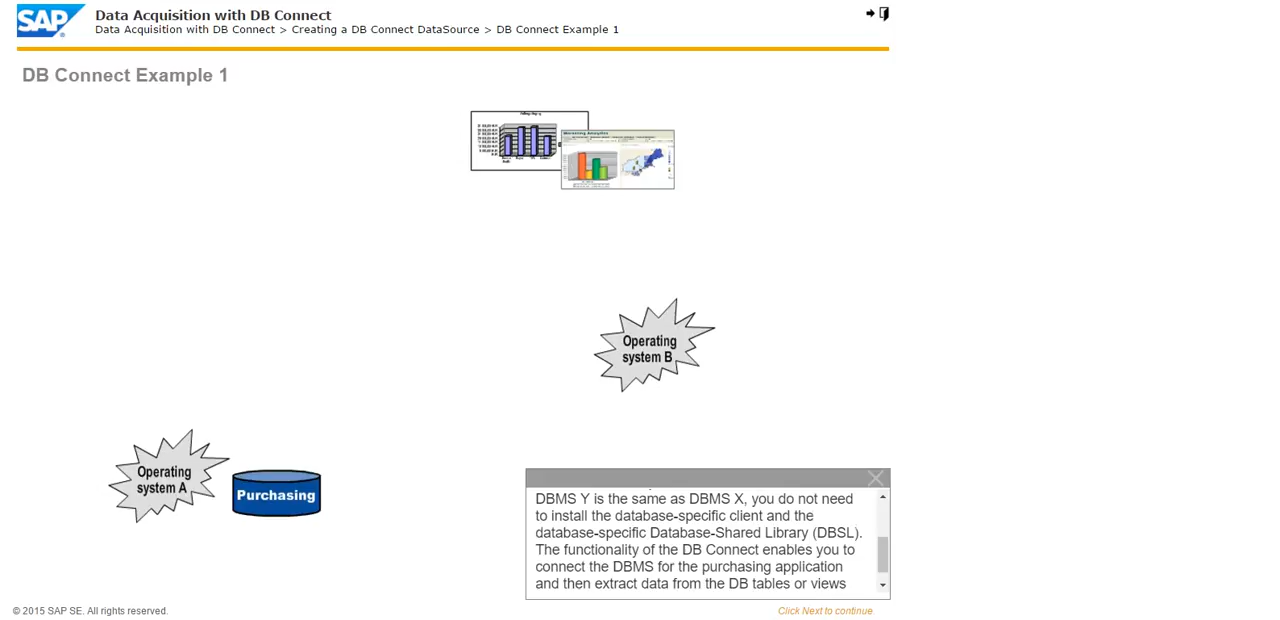 SAP
Data Acquisition with DB Connect
Data Acquisition with DB Connect > Creating a DB Connect DataSource > DB Connect Example 1
DB Connect Example 1
Marketing Analytics
Operating
system B
Operating
system A
Purchasing
DBMS Y is the same as DBMS X, you do not need
to install the database-specific client and the
database-specific Database-Shared Library (DBSL).
The functionality of the DB Connect enables you to
connect the DBMS for the purchasing application
and then extract data from the DB tables or views
© 2015 SAP SE. All rights reserved.
Click Next to continue.